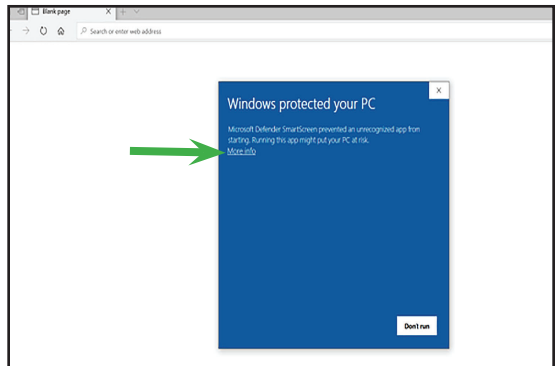 Blank page
Search or enter web address
Windows protected your PC
Microsoft Defender SmartScreen prevented an unrecognized app from
starting. Running this app might put your PC at risk.
More info
Don't run